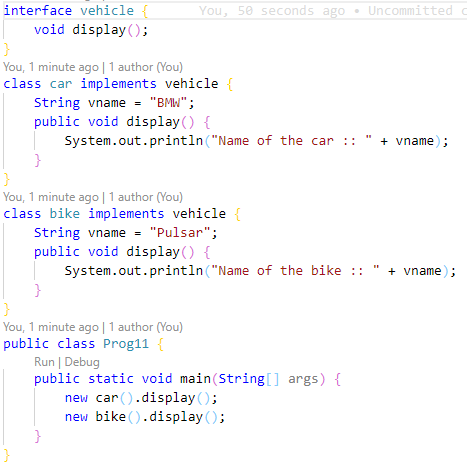 interface vehicle {        You, 50 seconds ago • Uncommitted c
    void display();
}
You, 1 minute ago | 1 author (You)
class car implements vehicle {
    String vname = "BMW";
    public void display() {
        System.out.println("Name of the car :: " + vname);
    }
}
You, 1 minute ago | 1 author (You)
class bike implements vehicle {
    String vname = "Pulsar";
    public void display() {
        System.out.println("Name of the bike :: " + vname);
    }
}
You, 1 minute ago | 1 author (You)
public class Prog11 {
    Run | Debug
    public static void main(String[] args) {
        new car().display();
        new bike().display();
    }
}